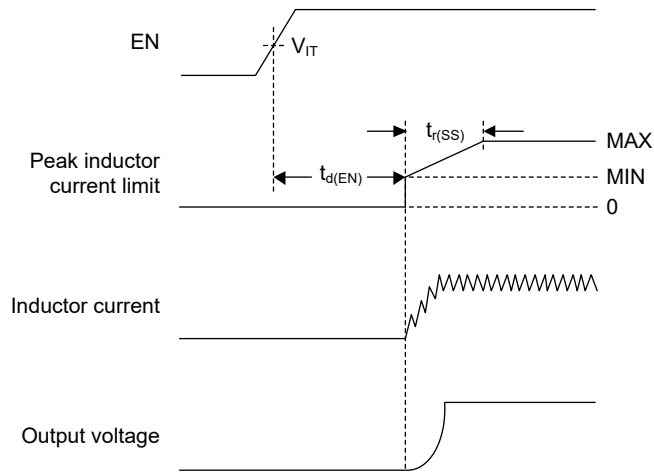 EN
V_IT
t_r(SS)
MAX
Peak inductor
current limit
t_d(EN)
MIN
0
Inductor current
Output voltage